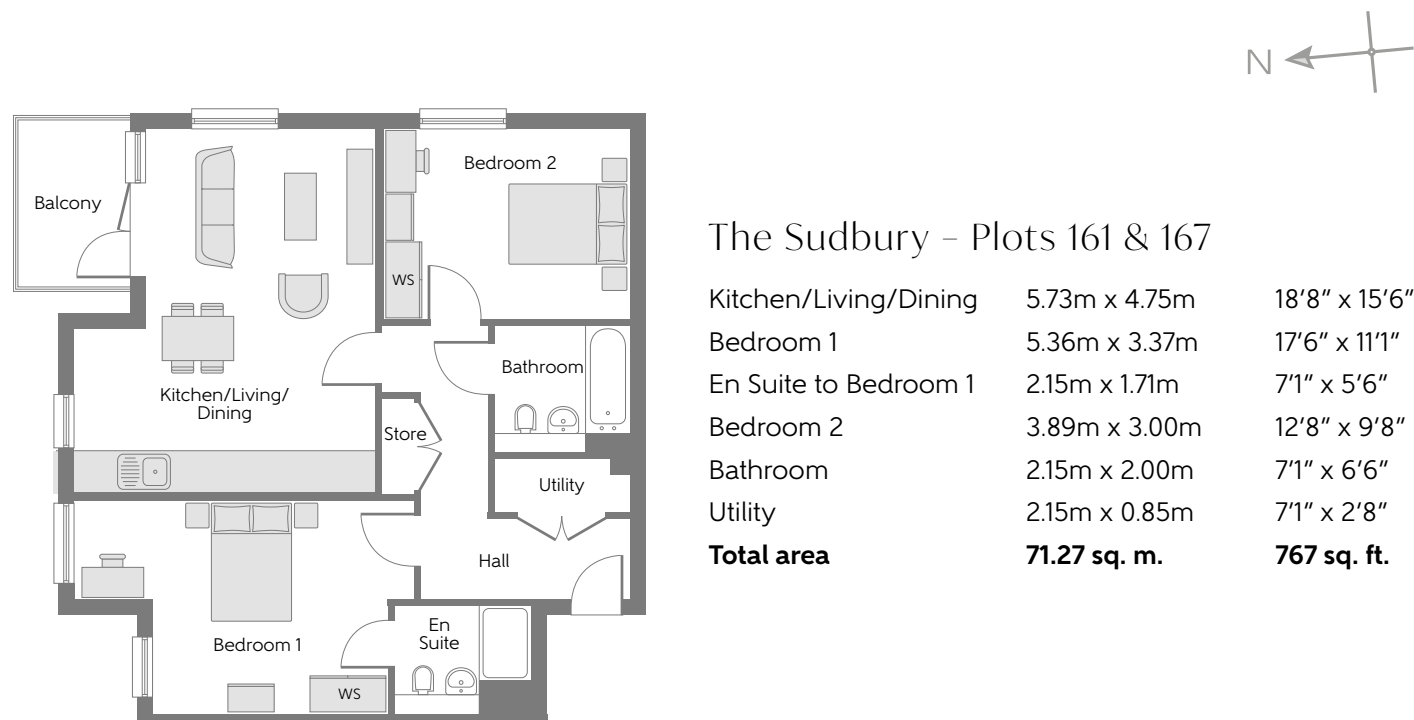 N
Balcony
Bedroom 2
WS
Kitchen/Living/
Dining
Bathroom
Store
Utility
Hall
Bedroom 1
En
Suite
WS
The Sudbury – Plots 161 & 167
Kitchen/Living/Dining 5.73m x 4.75m 18’8” x 15’6”
Bedroom 1 5.36m x 3.37m 17’6” x 11’1”
En Suite to Bedroom 1 2.15m x 1.71m 7’1” x 5’6”
Bedroom 2 3.89m x 3.00m 12’8” x 9’8”
Bathroom 2.15m x 2.00m 7’1” x 6’6”
Utility 2.15m x 0.85m 7’1” x 2’8”
Total area 71.27 sq. m. 767 sq. ft.